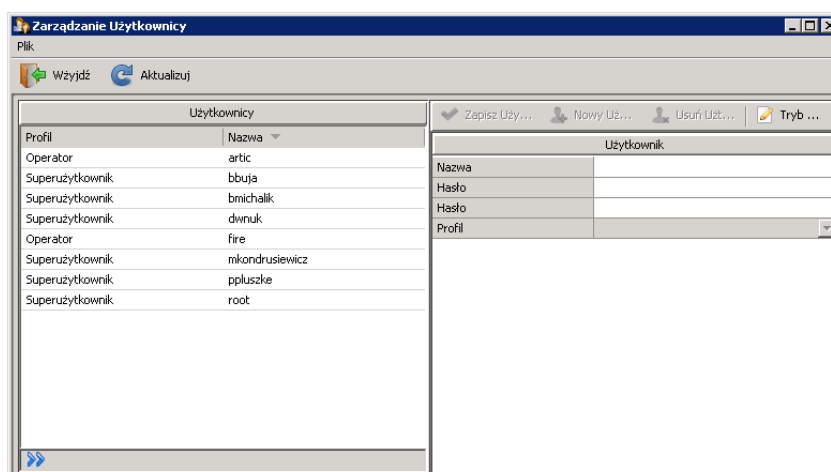 Zarządzanie Użytkownicy
Plik
Wżyjdź Aktualizuj
Użytkownicy
Profil Nazwa
Operator artic
Superużytkownik bbuja
Superużytkownik bmichalik
Superużytkownik dwnuk
Operator fire
Superużytkownik mkondrusiewicz
Superużytkownik ppluszke
Superużytkownik root
Zapisz Uży... Nowy Uż... Usuń Użt... Tryb ...
Użytkownik
Nazwa
Hasło
Hasło
Profil